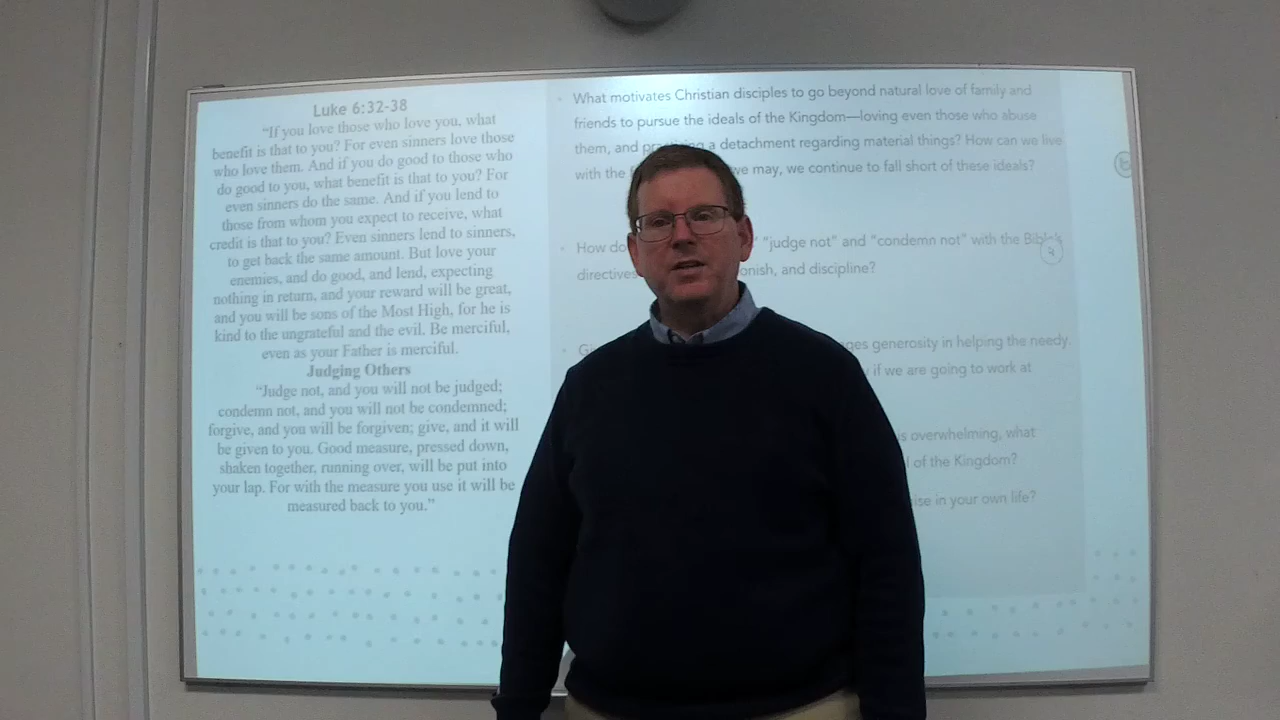 Luke 6:32-38
“If you love those who love you, what
benefit is that to you? For even sinners love those
who love them. And if you do good to those who
do good to you, what benefit is that to you? For
even sinners do the same. And if you lend to
those from whom you expect to receive, what
credit is that to you? Even sinners lend to sinners,
to get back the same amount. But love your
enemies, and do good, and lend, expecting
nothing in return, and your reward will be great,
and you will be sons of the Most High, for he is
kind to the ungrateful and the evil. Be merciful,
even as your Father is merciful.
Judging Others
“Judge not, and you will not be judged;
condemn not, and you will not be condemned;
forgive, and you will be forgiven; give, and it will
be given to you. Good measure, pressed down,
shaken together, running over, will be put into
your lap. For with the measure you use it will be
measured back to you.”
What motivates Christian disciples to go beyond natural love of family and
friends to pursue the ideals of the Kingdom—loving even those who abuse
them, and a detachment regarding material things? How can we live
with the we may, we continue to fall short of these ideals?
How do “judge not” and “condemn not” with the Bible's
directives and discipline?
generosity in helping the needy.
if we are going to work at
is overwhelming, what
of the Kingdom?
in your own life?